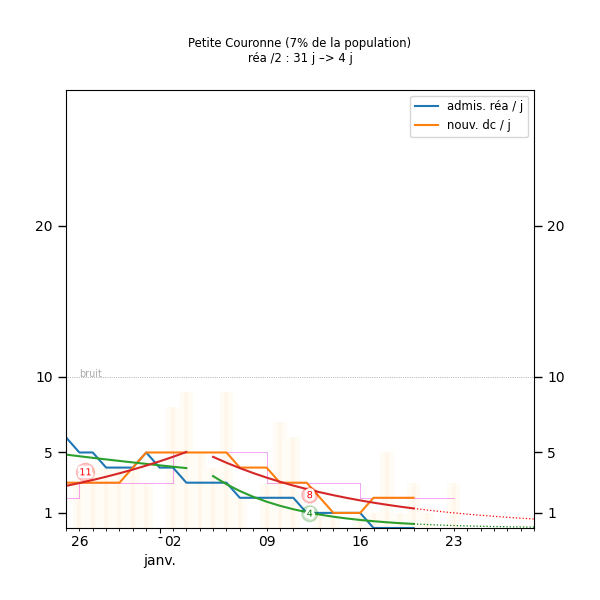 Petite Couronne (7% de la population)
réa /2 : 31 j –> 4 j
admis. réa / j
nouv. dc / j
20 20
bruit
10 10
5 5
11
8
4
1 1
26 02 09 16 23
janv.